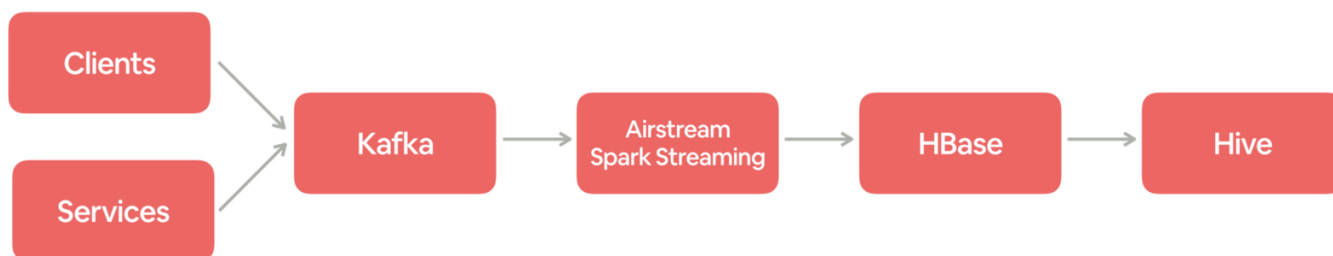 Clients
Services
Kafka
Airstream
Spark Streaming
HBase
Hive